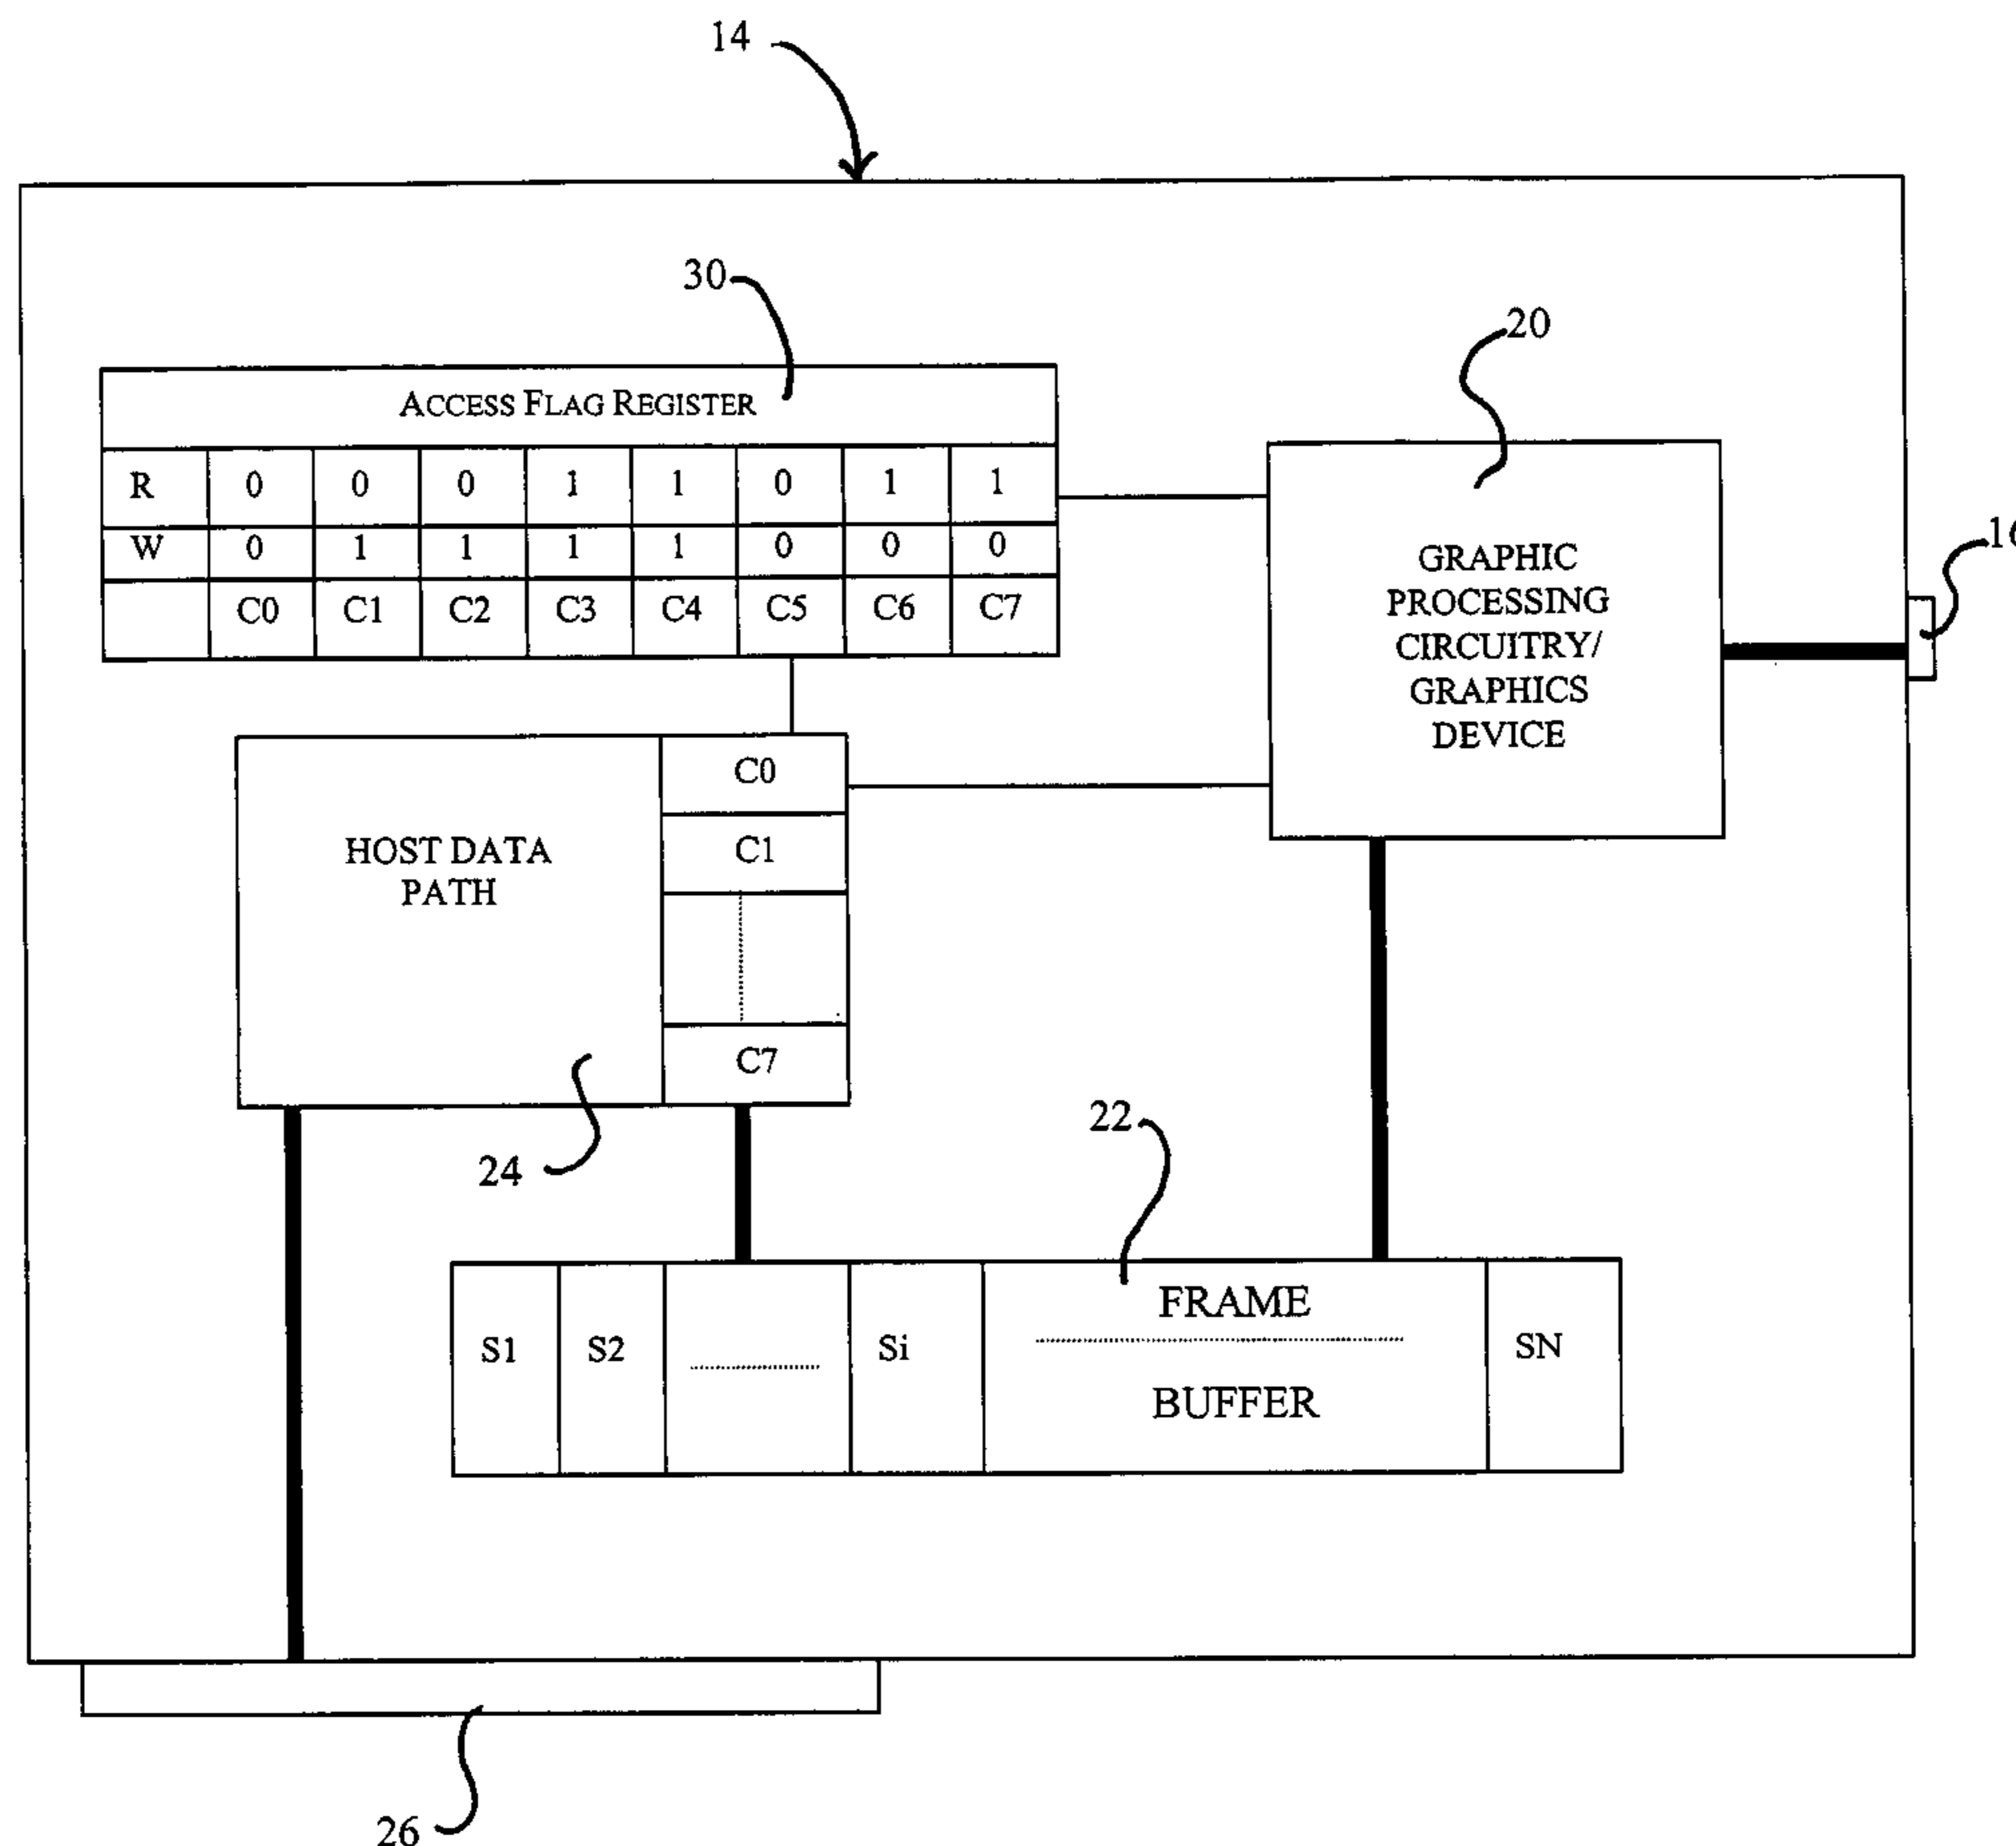 14
30
20
ACCESS FLAG REGISTER
R 0 0 0 1 1 0 1 1
W 0 1 1 1 1 0 0 0
C0 C1 C2 C3 C4 C5 C6 C7
GRAPHIC
PROCESSING
CIRCUITRY/
GRAPHICS
DEVICE
16
HOST DATA
PATH
C0
C1
C7
24
22
S1 S2 Si
FRAME
BUFFER
SN
26